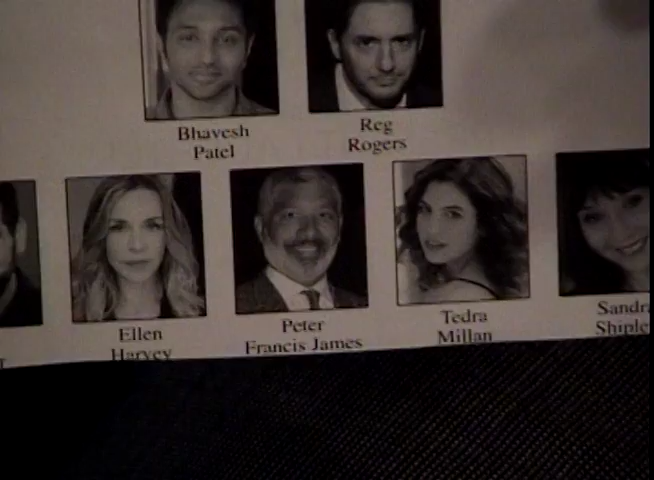 Bhavesh
Patel
Reg
Rogers
Ellen
Harvey
Peter
Francis James
Tedra
Millan
Sandra